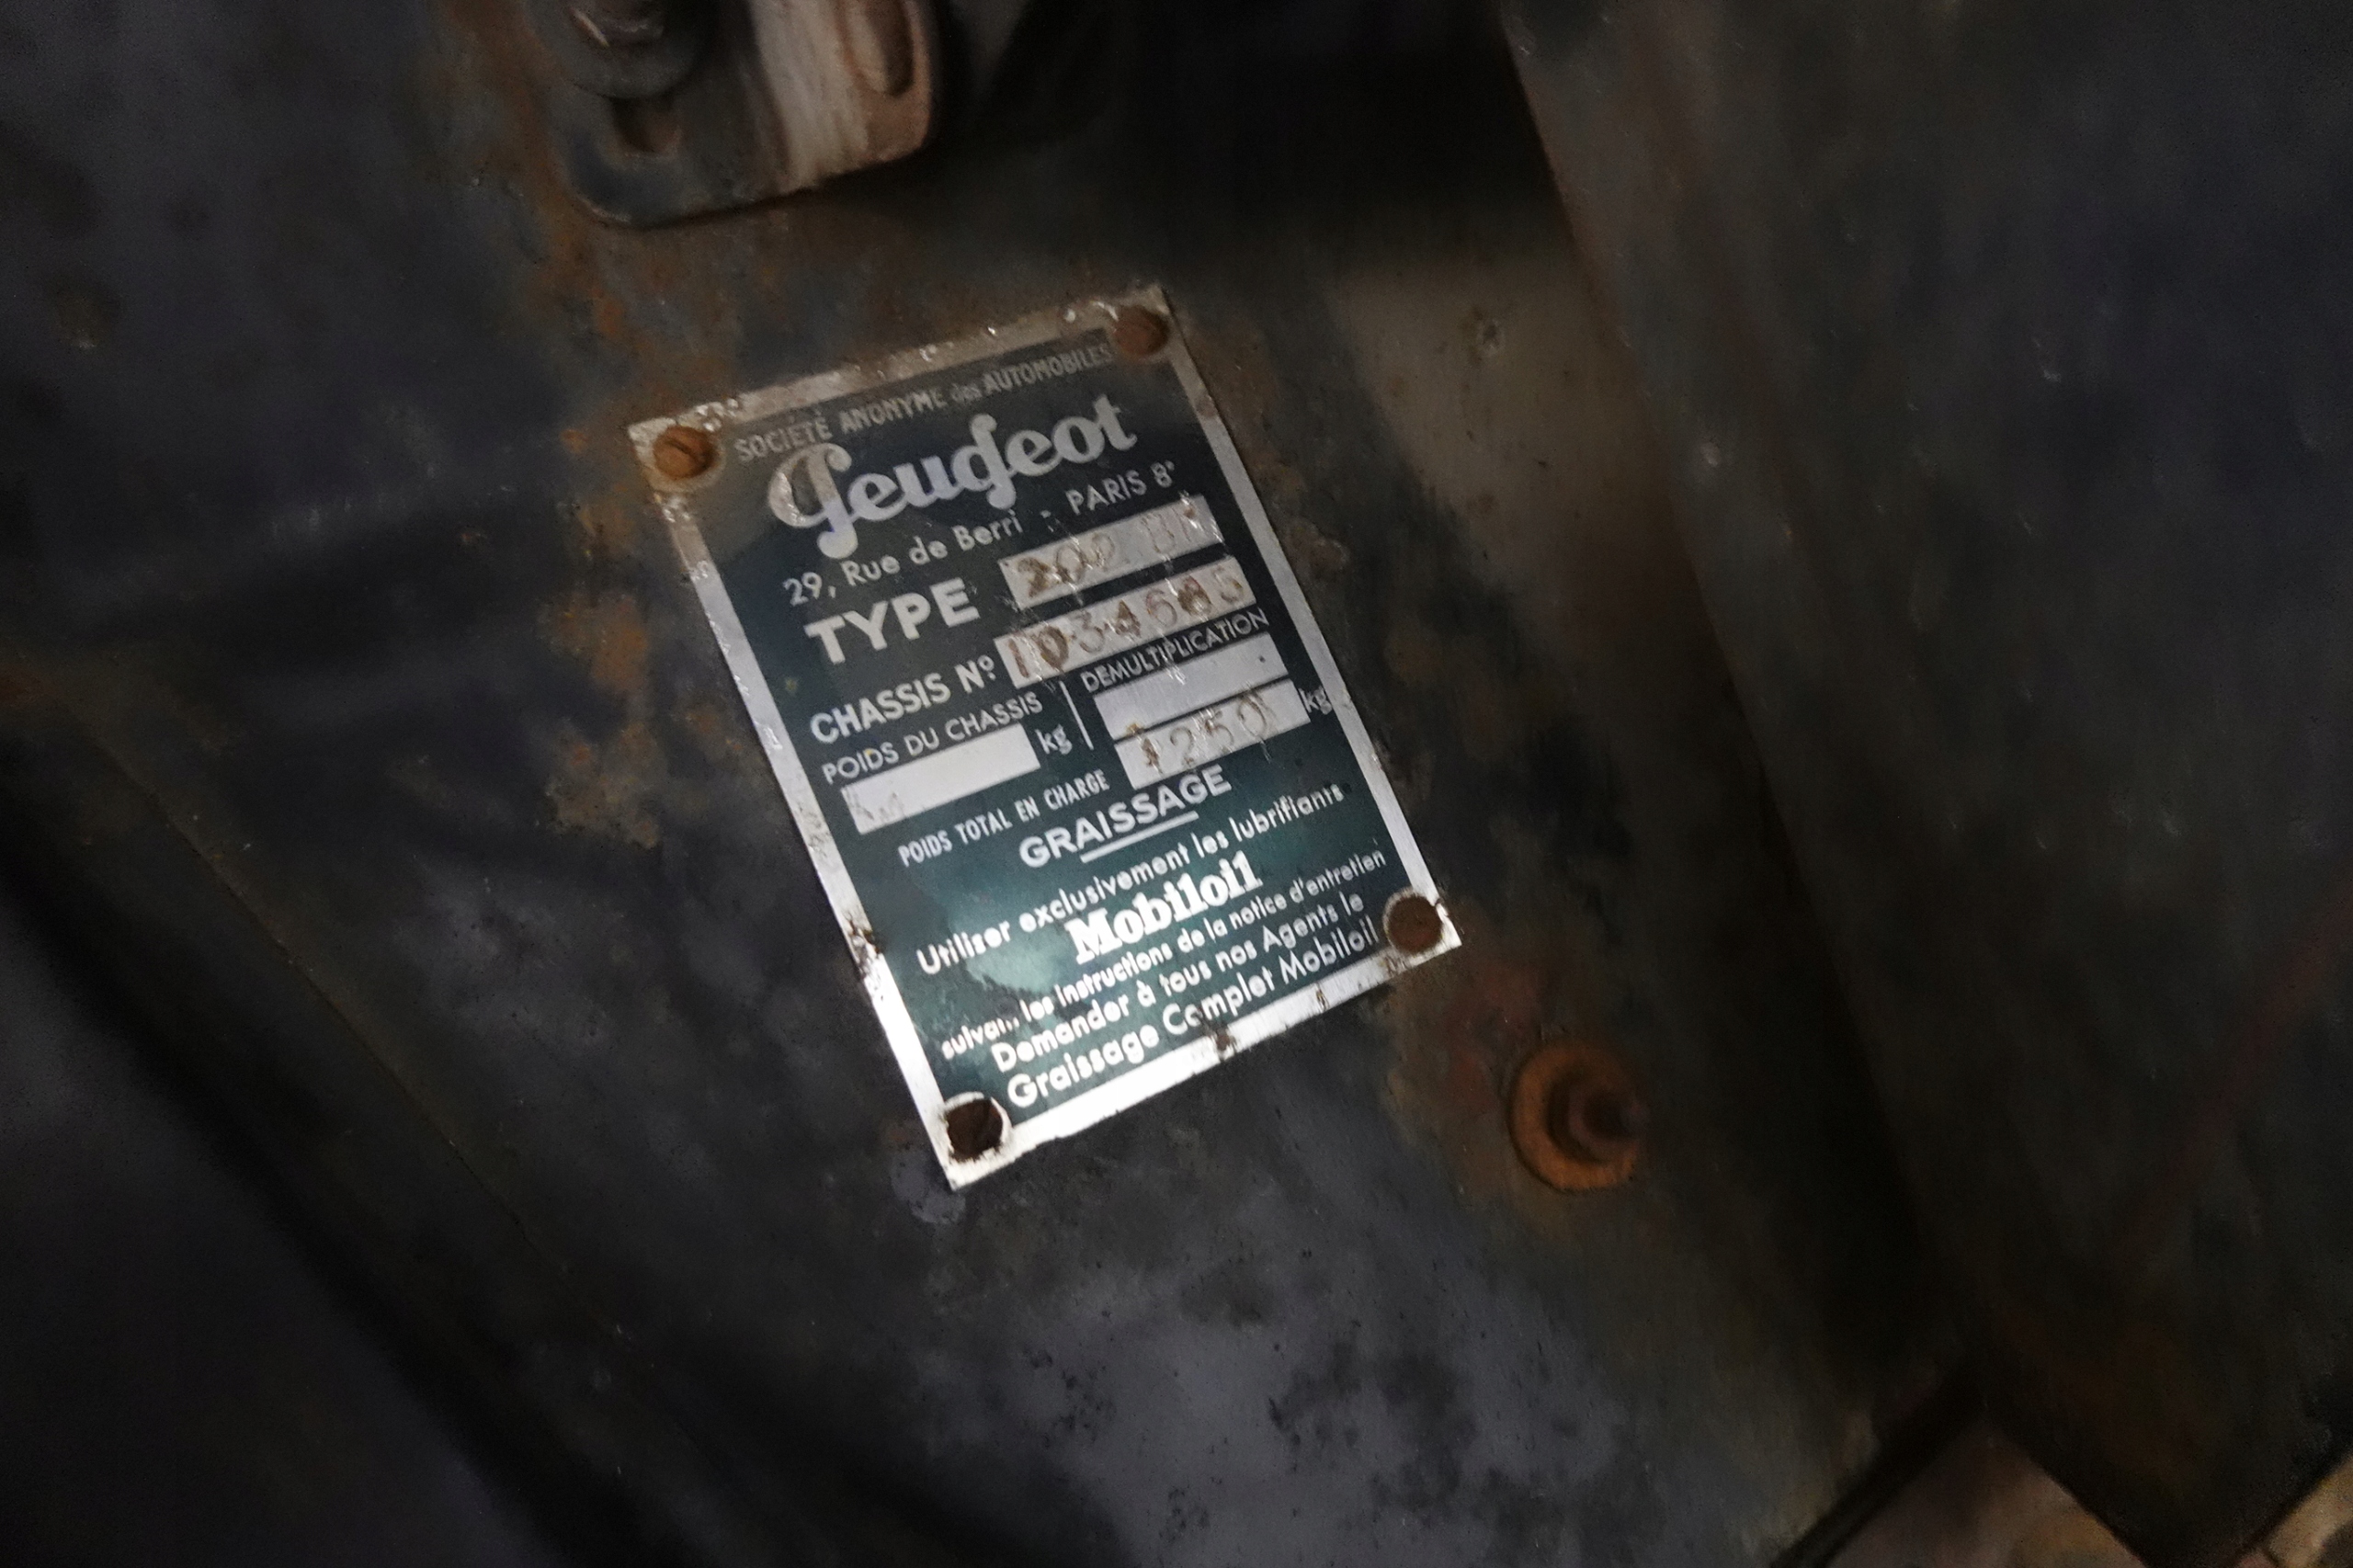 SOCIÉTÉ ANONYME des AUTOMOBILES
Peugeot
29, Rue de Berri - PARIS 8e
TYPE 202
CHASSIS No
POIDS DU CHASSIS kg
DEMULTIPLICATION
POIDS TOTAL EN CHARGE 1250 kg
GRAISSAGE
Utiliser exclusivement les lubrifiants
Mobiloil
les instructions de la notice d'entretien
Demander à tous nos Agents le
Graissage Complet Mobiloil